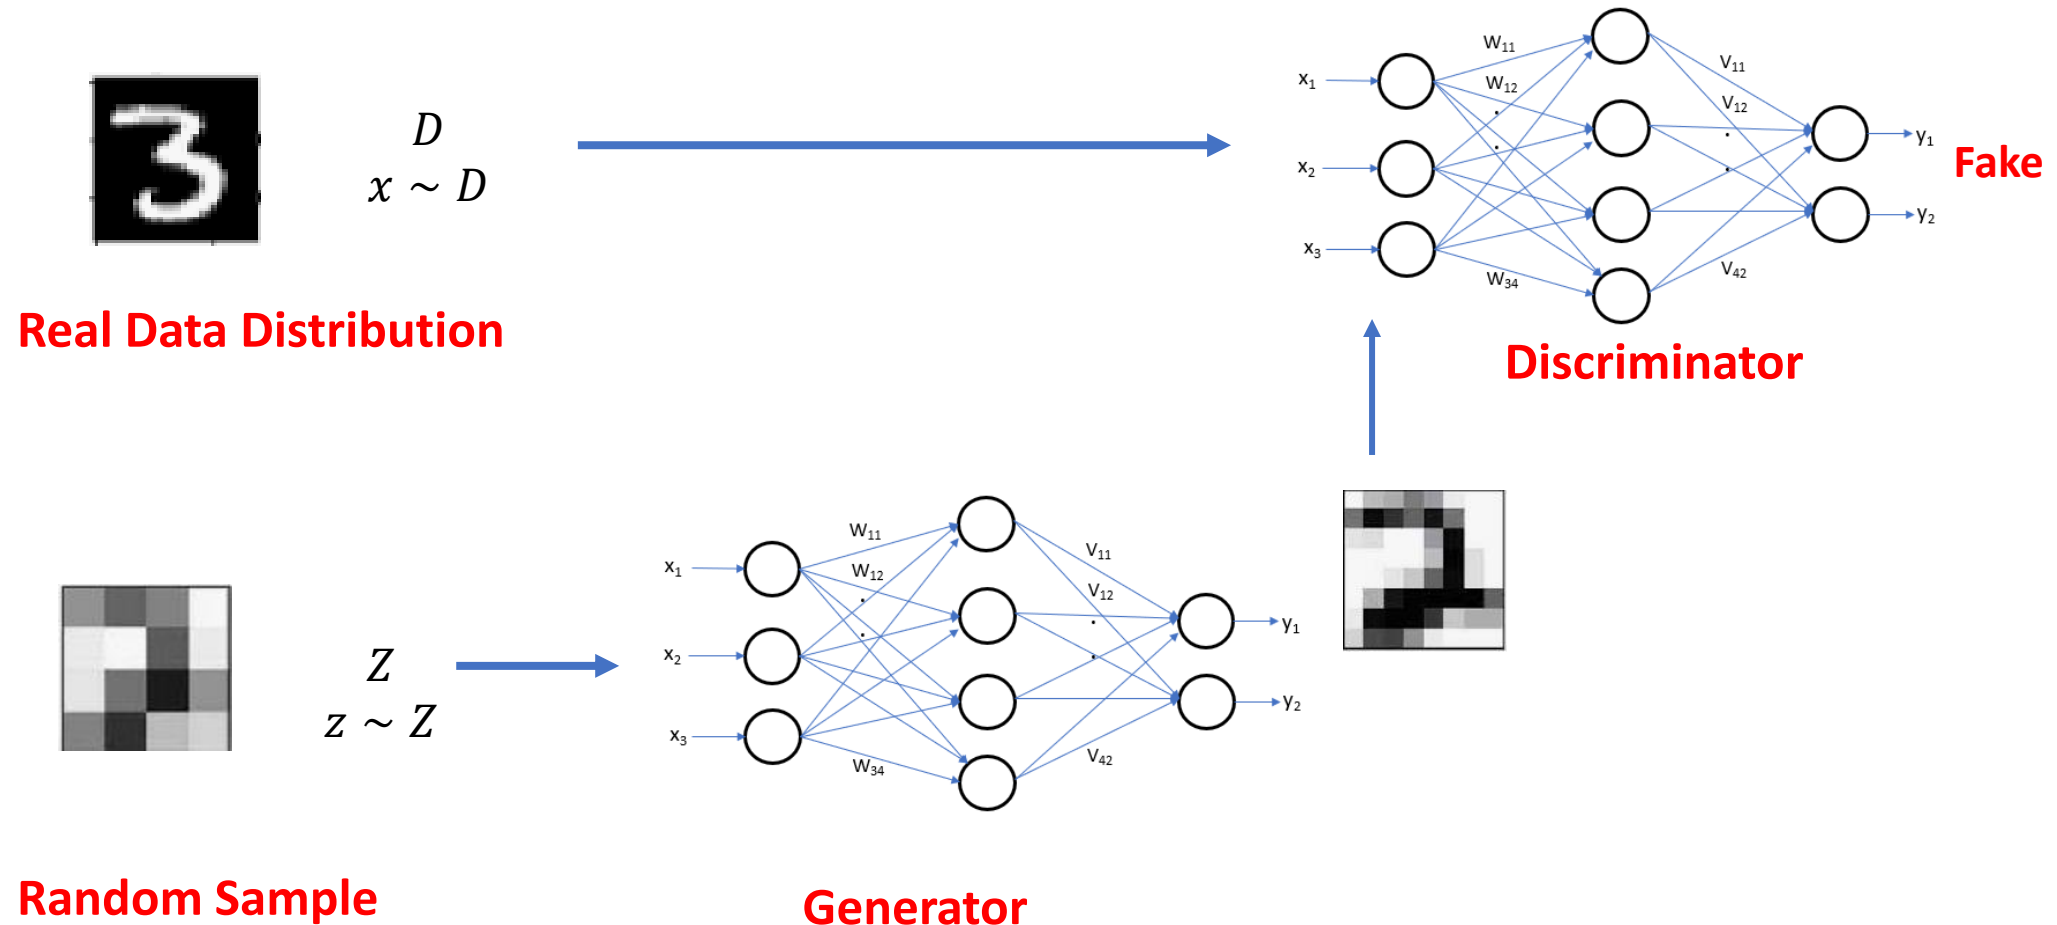 D
x ~ D
Real Data Distribution
x₁
x₂
x₃
W₁₁
W₁₂
W₃₄
V₁₁
V₁₂
V₄₂
y₁
y₂
Fake
Discriminator
Z
z ~ Z
Random Sample
x₁
x₂
x₃
W₁₁
W₁₂
W₃₄
V₁₁
V₁₂
V₄₂
y₁
y₂
Generator
3